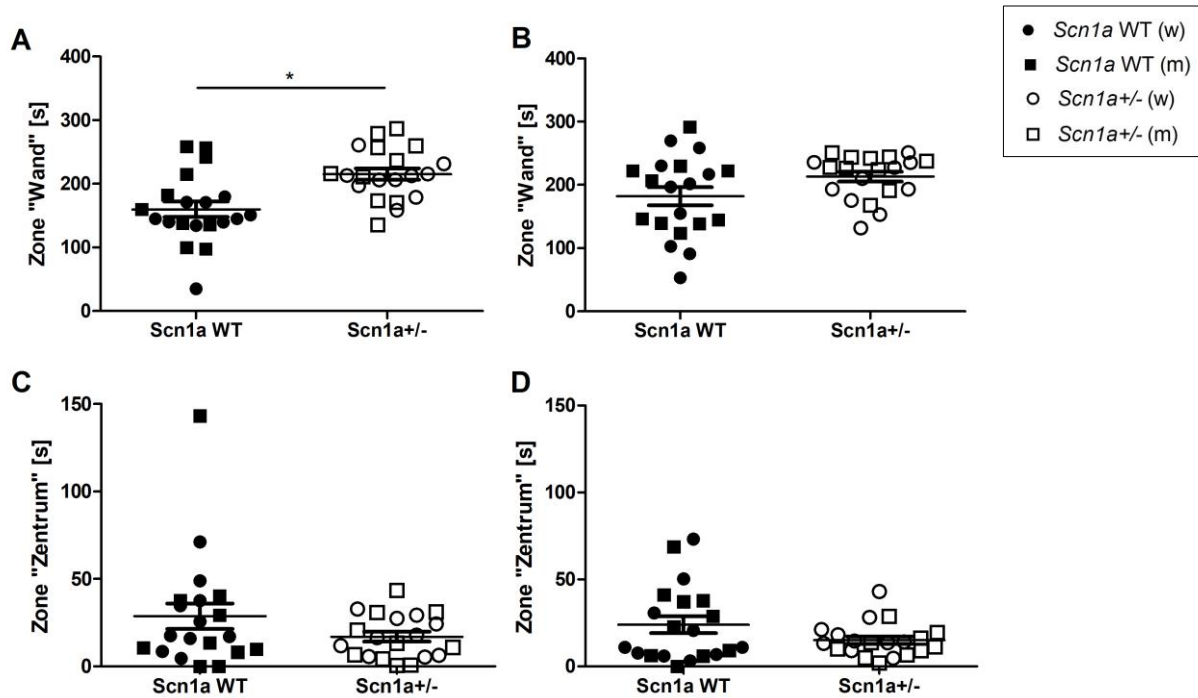 A
Zone "Wand" [s]
400
300
200
100
0
*
Scn1a WT
Scn1a+/-
B
Zone "Wand" [s]
400
300
200
100
0
Scn1a WT
Scn1a+/-
Scn1a WT (w)
Scn1a WT (m)
Scn1a+/- (w)
Scn1a+/- (m)
C
Zone "Zentrum" [s]
150
100
50
0
Scn1a WT
Scn1a+/-
D
Zone "Zentrum" [s]
150
100
50
0
Scn1a WT
Scn1a+/-